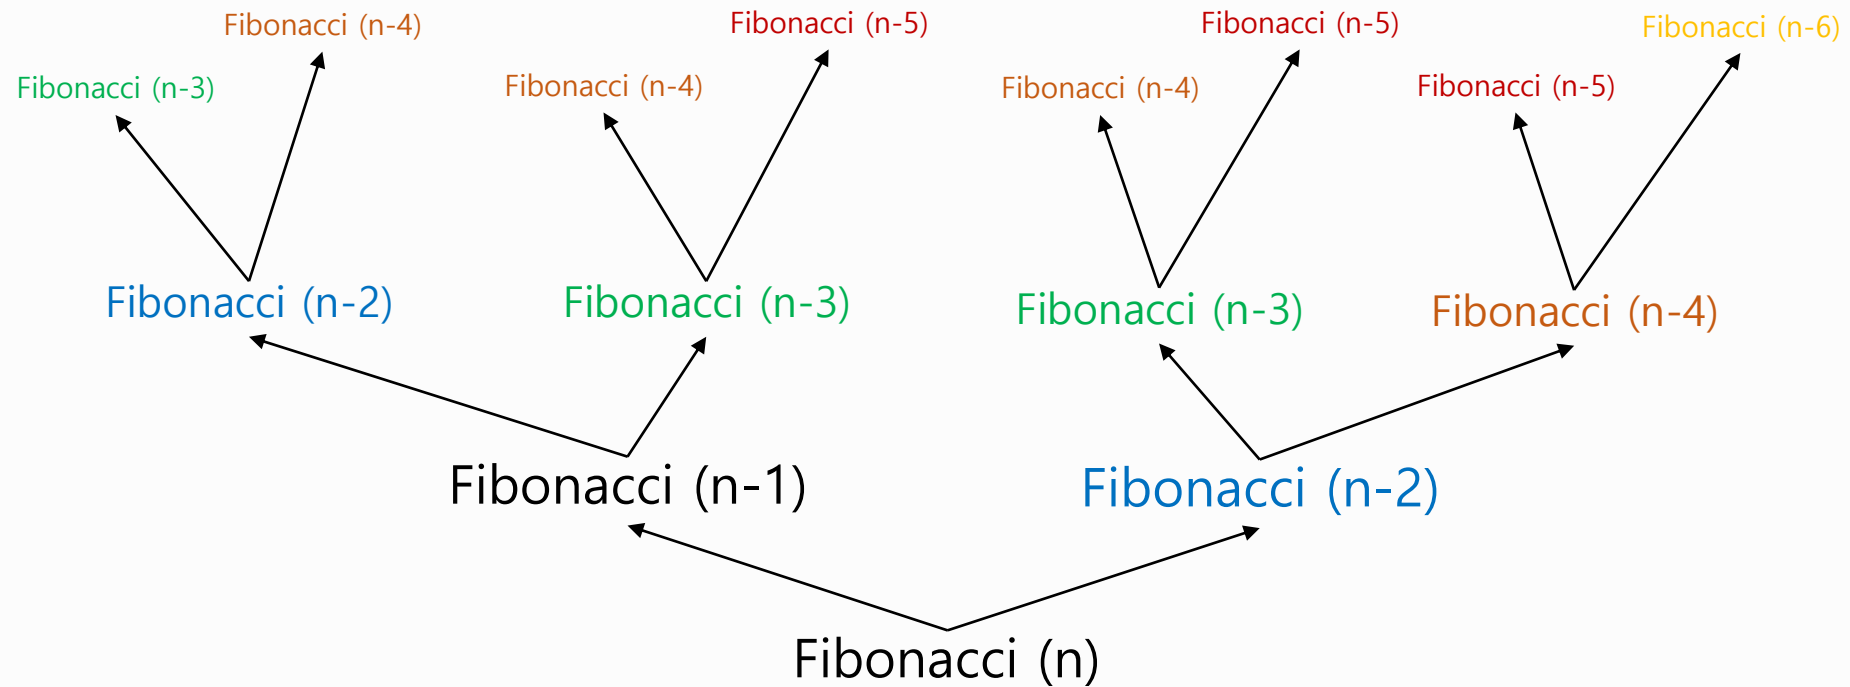 Fibonacci (n-4)
Fibonacci (n-5)
Fibonacci (n-5)
Fibonacci (n-6)
Fibonacci (n-3)
Fibonacci (n-4)
Fibonacci (n-4)
Fibonacci (n-5)
Fibonacci (n-2)
Fibonacci (n-3)
Fibonacci (n-3)
Fibonacci (n-4)
Fibonacci (n-1)
Fibonacci (n-2)
Fibonacci (n)